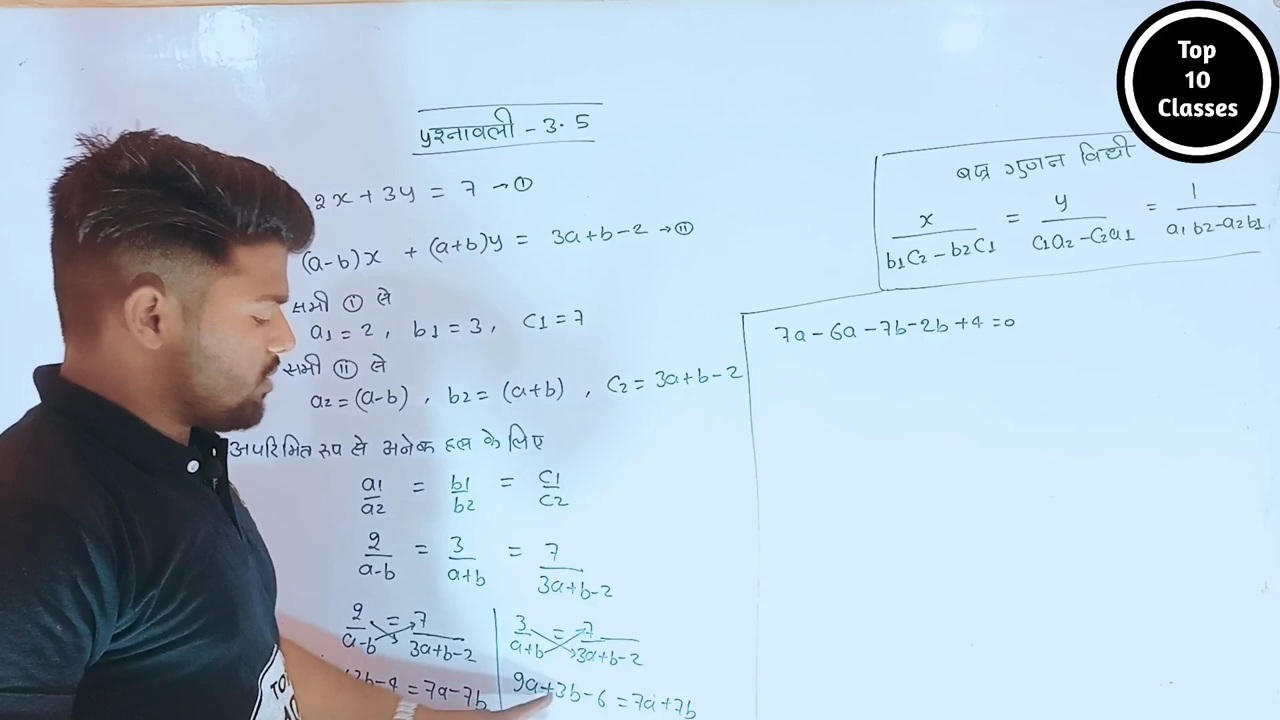 Top
10
Classes
प्रश्नावली - 3.5
2x + 3y = 7 → ①
(a-b)x + (a+b)y = 3a+b-2 → ⑪
समी ① से
a1 = 2, b1 = 3, C1 = 7
समी ⑪ से
a2 = (a-b), b2 = (a+b), C2 = 3a+b-2
अपरिमित रूप से अनेक हल के लिए
a1/a2 = b1/b2 = C1/C2
2/a-b = 3/a+b = 7/3a+b-2
2/a-b = 7/3a+b-2
b-4 = 7a-7b
3/a+b = 7/3a+b-2
9a+3b-6 = 7a+7b
बज्र गुणन विधी
x/b1C2-b2C1 = y/C1a2-C2a1 = 1/a1b2-a2b1
7a-6a-7b-2b+4=0